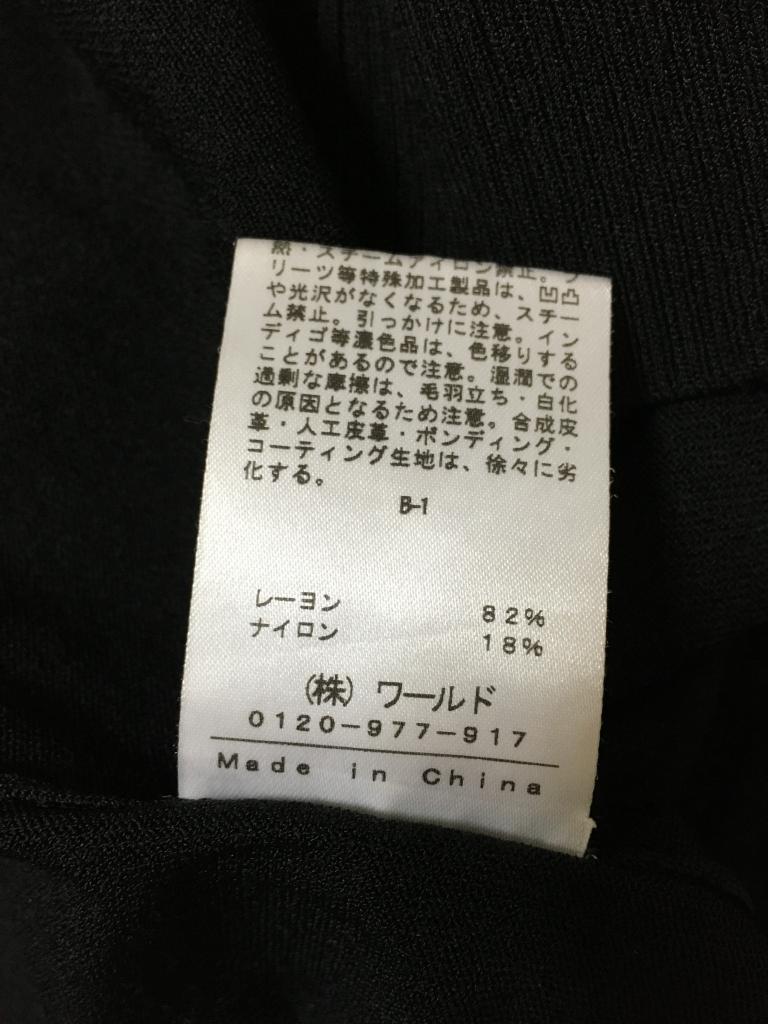 熱・スチームアイロン禁止。プ
リーツ等特殊加工製品は、凹凸
や光沢がなくなるため、スチー
ム禁止。引っかけに注意。イン
ディゴ等濃色品は、色移りする
ことがあるので注意。湿潤での
過剰な摩擦は、毛羽立ち・白化
の原因となるため注意。合成皮
革・人工皮革・ボンディング・
コーティング生地は、徐々に劣
化する。
B-1
レーヨン 82%
ナイロン 18%
(株) ワールド
0120-977-917
Made in China